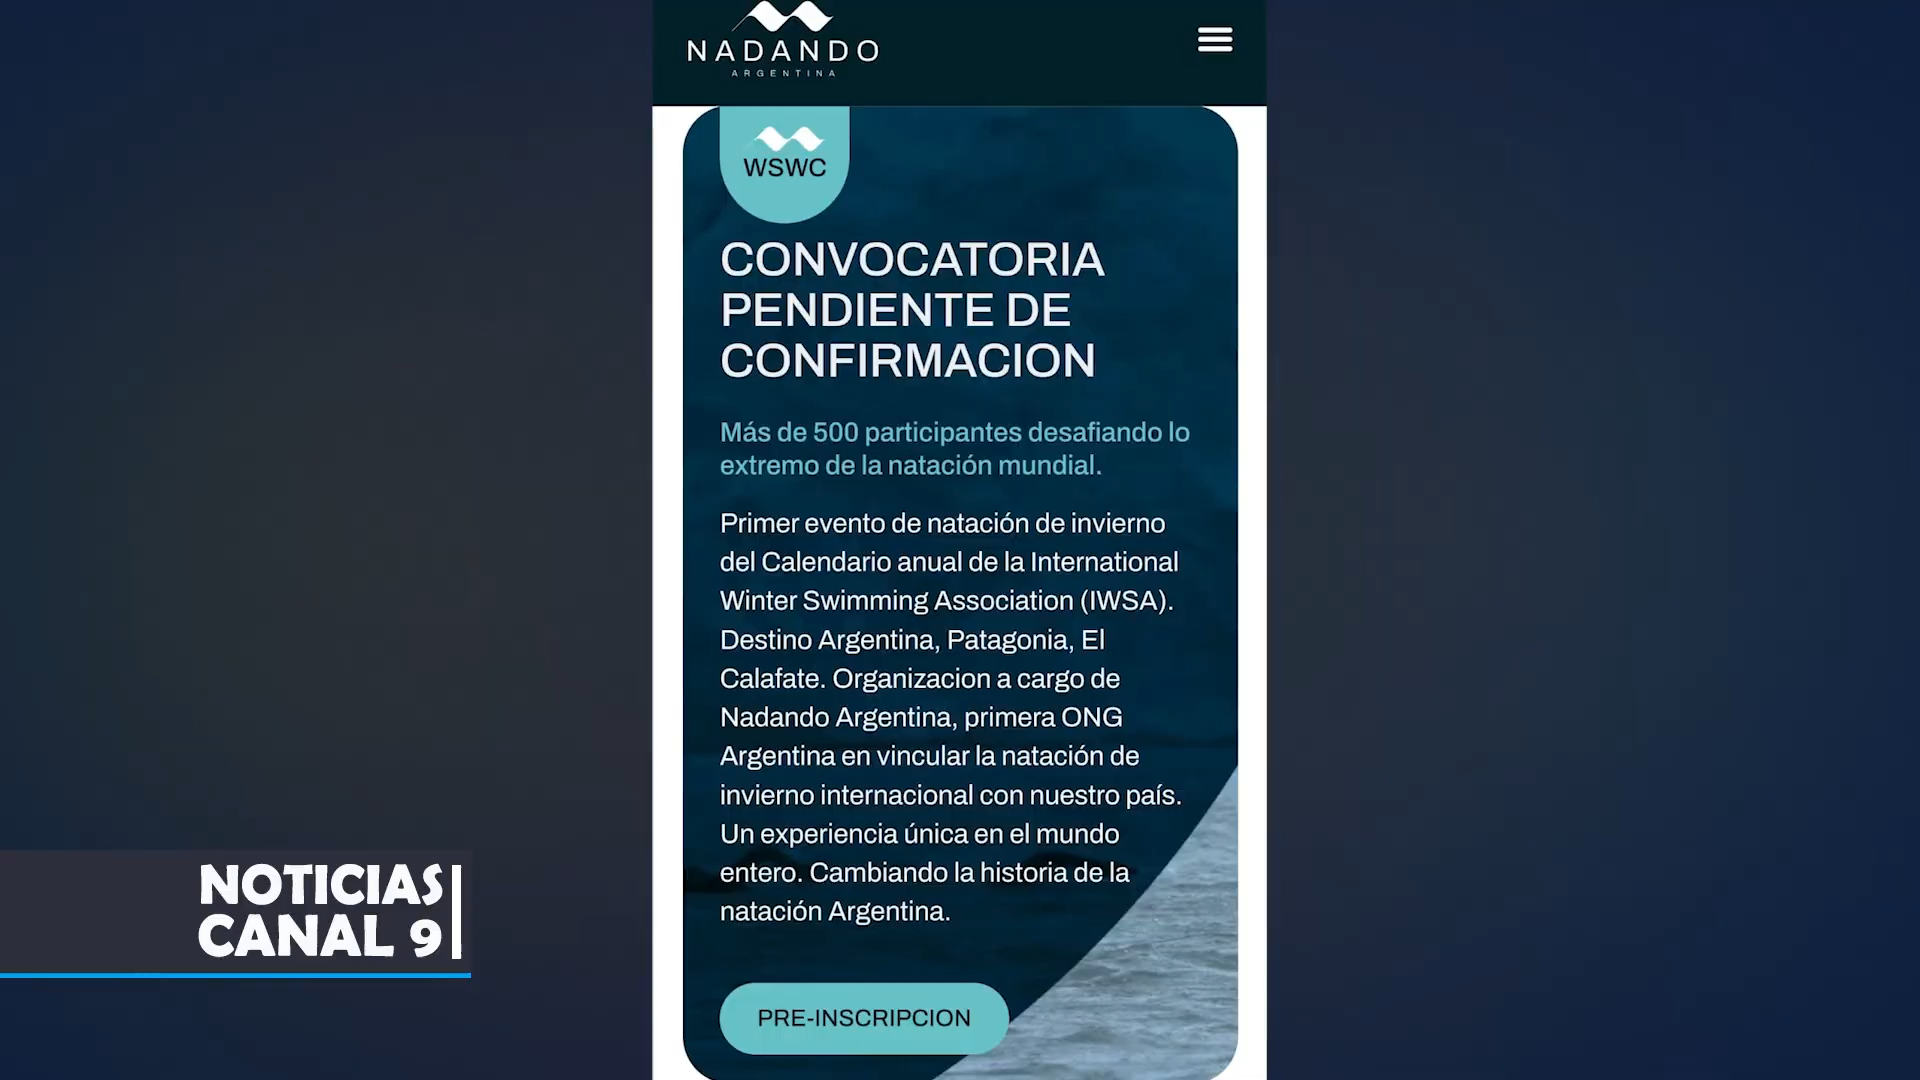 NADANDO
ARGENTINA
WSWC
CONVOCATORIA
PENDIENTE DE
CONFIRMACION
Más de 500 participantes desafiando lo
extremo de la natación mundial.
Primer evento de natación de invierno
del Calendario anual de la International
Winter Swimming Association (IWSA).
Destino Argentina, Patagonia, El
Calafate. Organizacion a cargo de
Nadando Argentina, primera ONG
Argentina en vincular la natación de
invierno internacional con nuestro país.
Un experiencia única en el mundo
entero. Cambiando la historia de la
natación Argentina.
PRE-INSCRIPCION
NOTICIAS
CANAL 9